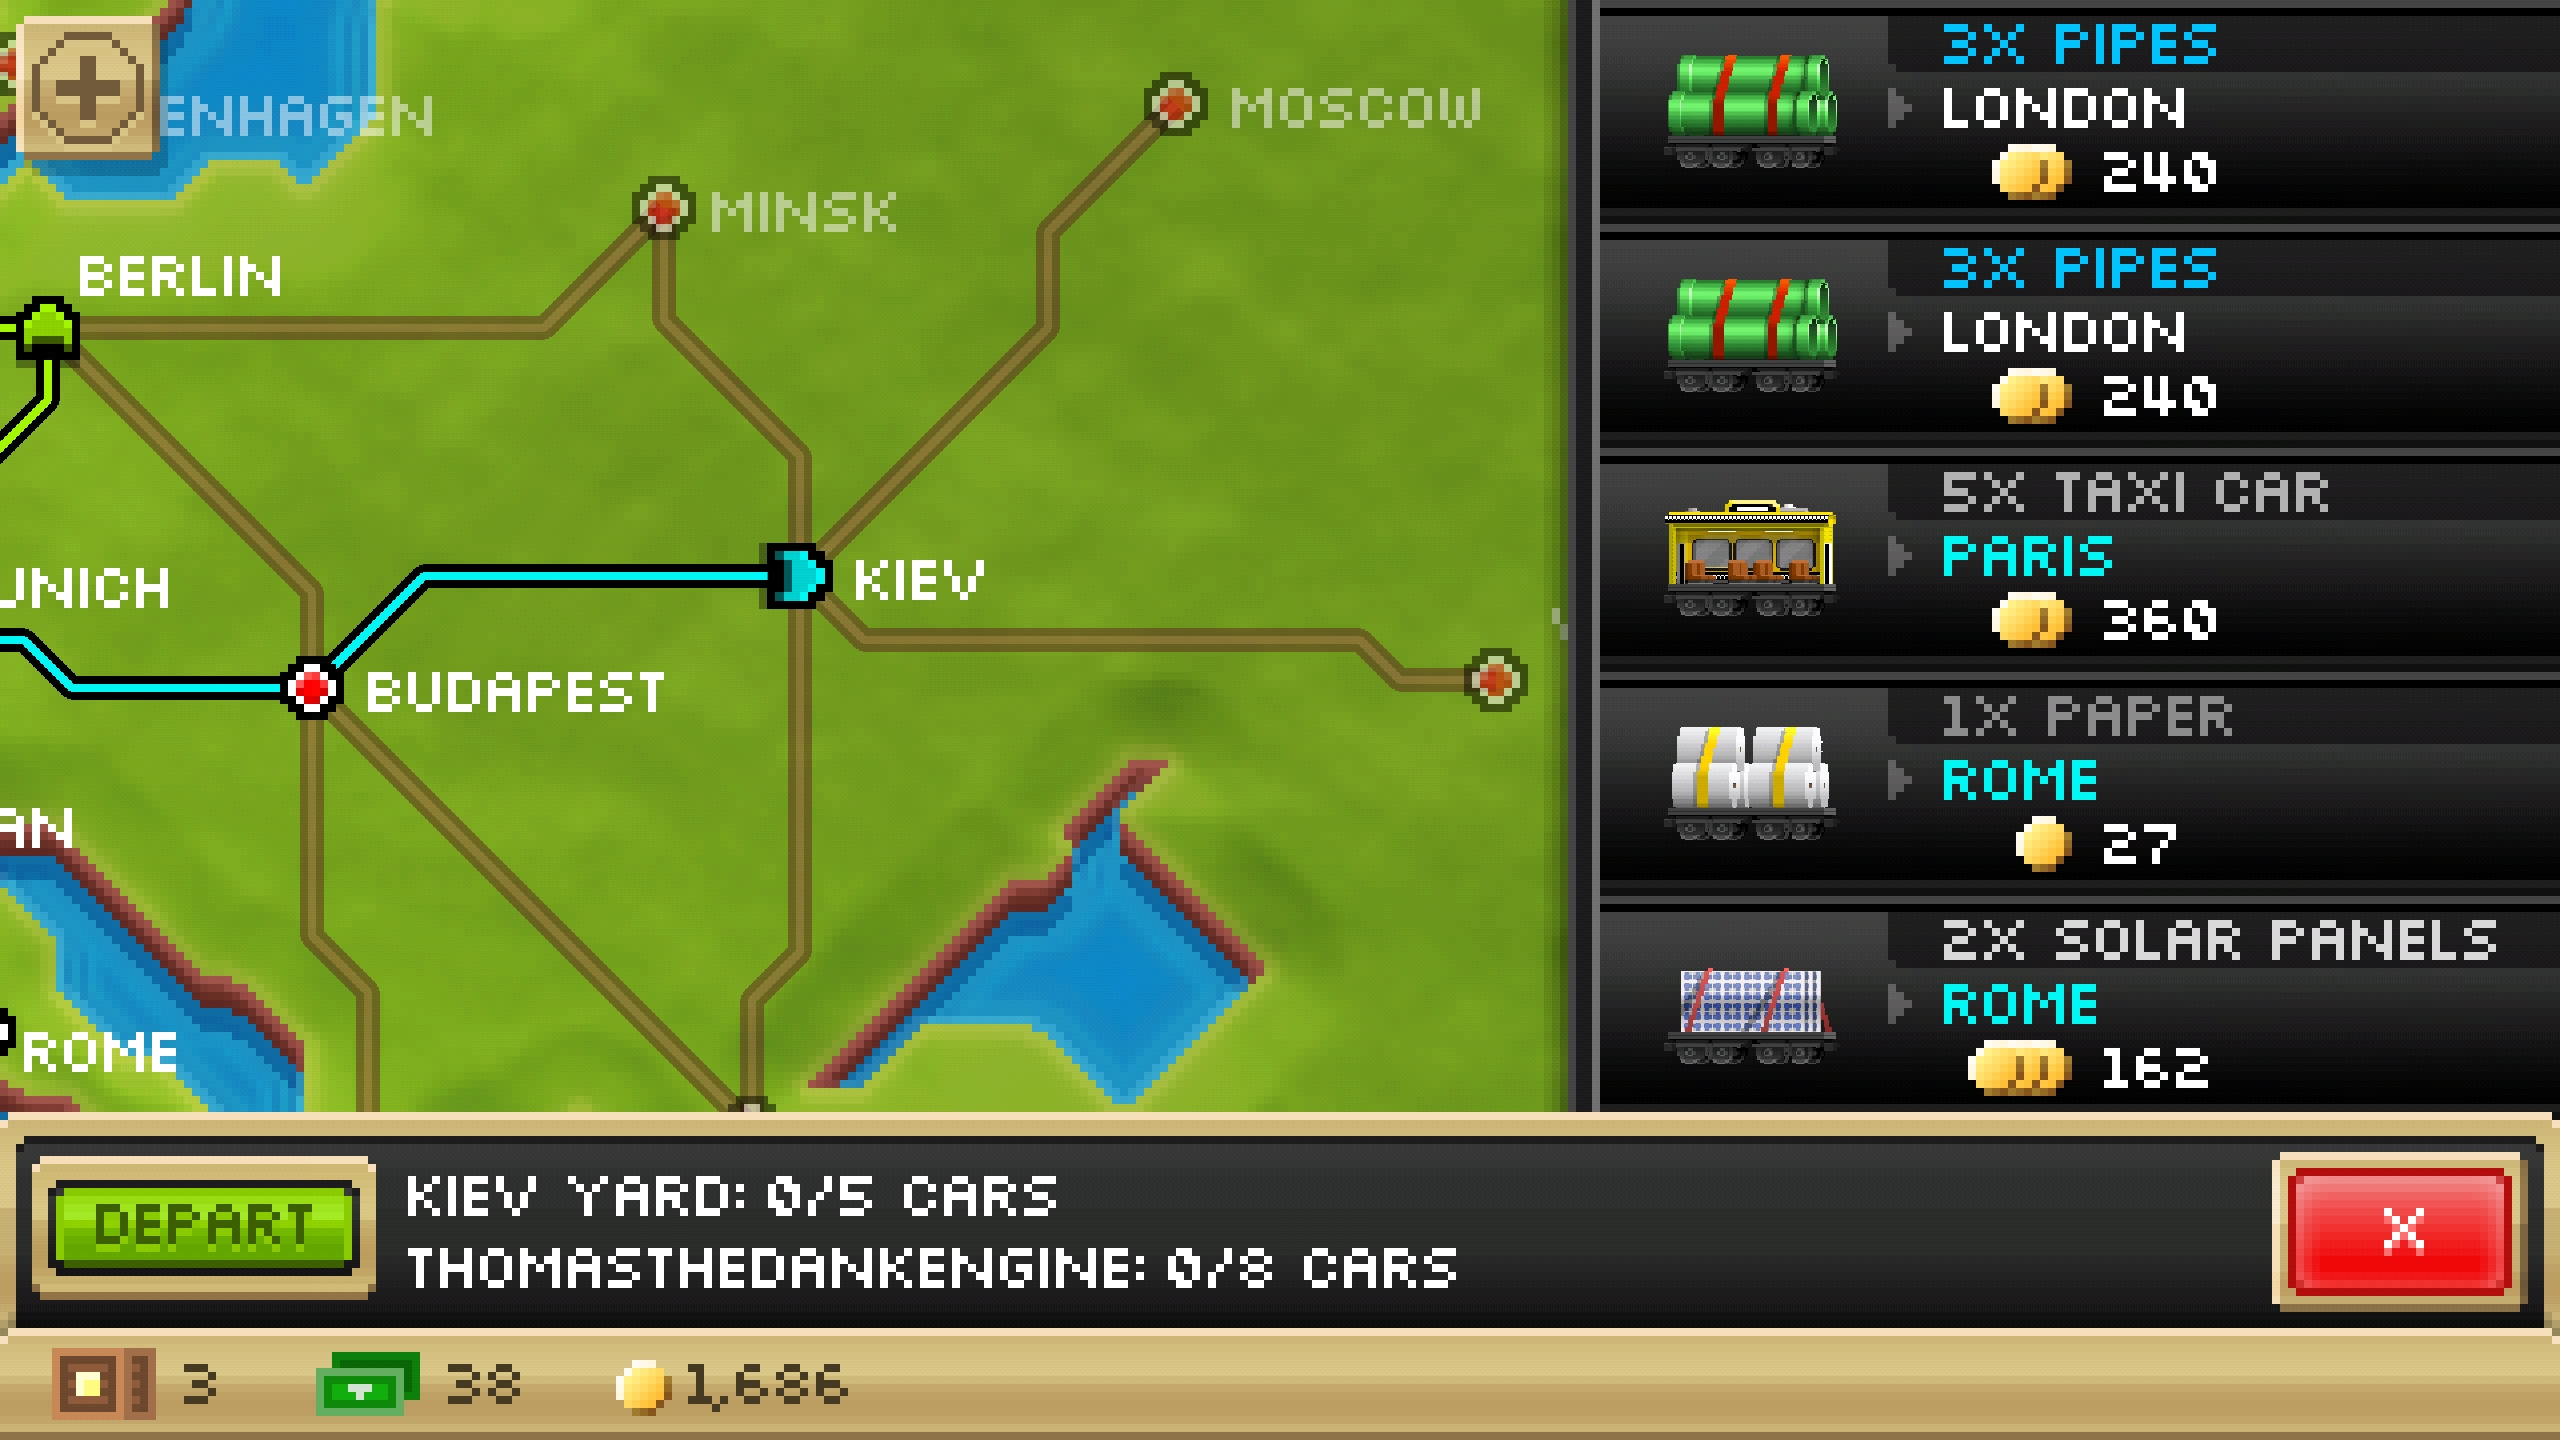 ENHAGEN
MOSCOW
MINSK
BERLIN
UNICH
KIEV
BUDAPEST
AN
ROME
3X PIPES
LONDON
240
3X PIPES
LONDON
240
5X TAXI CAR
PARIS
360
1X PAPER
ROME
27
2X SOLAR PANELS
ROME
162
DEPART
KIEV YARD: 0/5 CARS
THOMASTHEDANKENGINE: 0/8 CARS
X
3
38
1,686